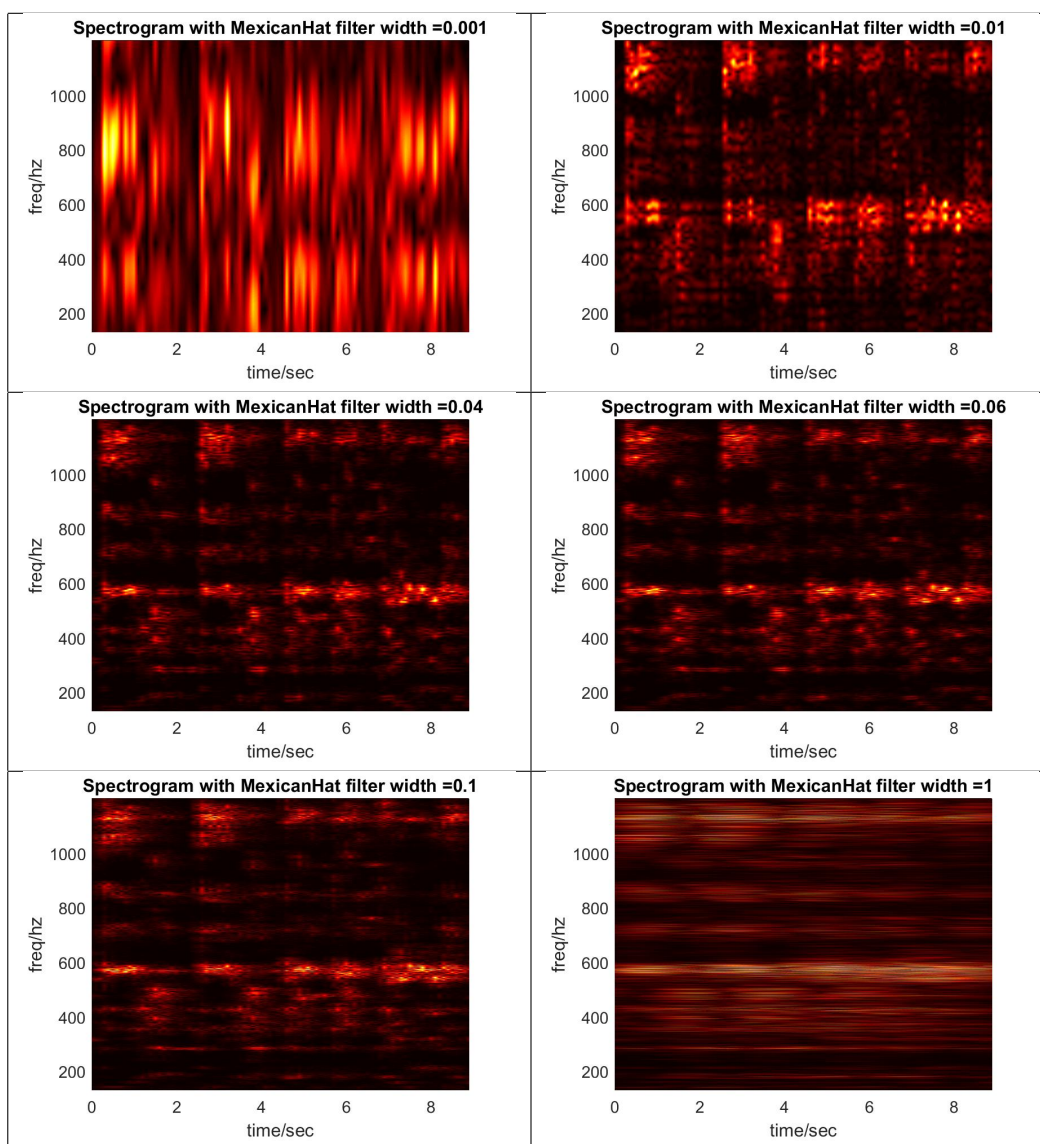 Spectrogram with MexicanHat filter width =0.001
freq/hz
1000
800
600
400
200
0 2 4 6 8
time/sec
Spectrogram with MexicanHat filter width =0.01
freq/hz
1000
800
600
400
200
0 2 4 6 8
time/sec
Spectrogram with MexicanHat filter width =0.04
freq/hz
1000
800
600
400
200
0 2 4 6 8
time/sec
Spectrogram with MexicanHat filter width =0.06
freq/hz
1000
800
600
400
200
0 2 4 6 8
time/sec
Spectrogram with MexicanHat filter width =0.1
freq/hz
1000
800
600
400
200
0 2 4 6 8
time/sec
Spectrogram with MexicanHat filter width =1
freq/hz
1000
800
600
400
200
0 2 4 6 8
time/sec